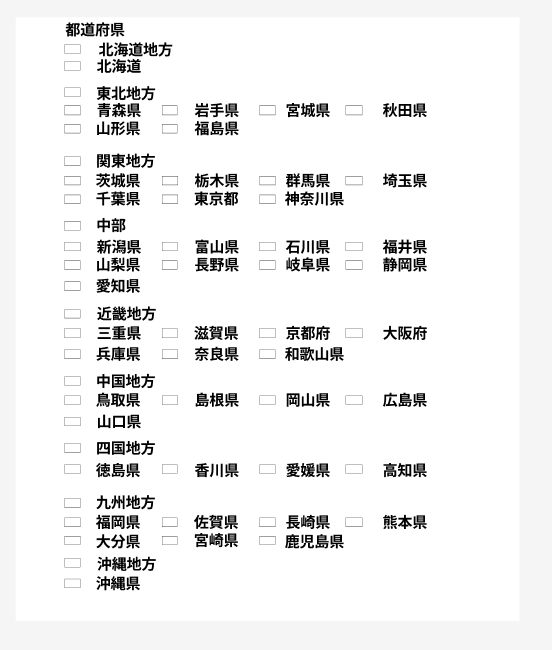 都道府県
北海道地方
北海道
東北地方
青森県 岩手県 宮城県 秋田県
山形県 福島県
関東地方
茨城県 栃木県 群馬県 埼玉県
千葉県 東京都 神奈川県
中部
新潟県 富山県 石川県 福井県
山梨県 長野県 岐阜県 静岡県
愛知県
近畿地方
三重県 滋賀県 京都府 大阪府
兵庫県 奈良県 和歌山県
中国地方
鳥取県 島根県 岡山県 広島県
山口県
四国地方
徳島県 香川県 愛媛県 高知県
九州地方
福岡県 佐賀県 長崎県 熊本県
大分県 宮崎県 鹿児島県
沖縄地方
沖縄県